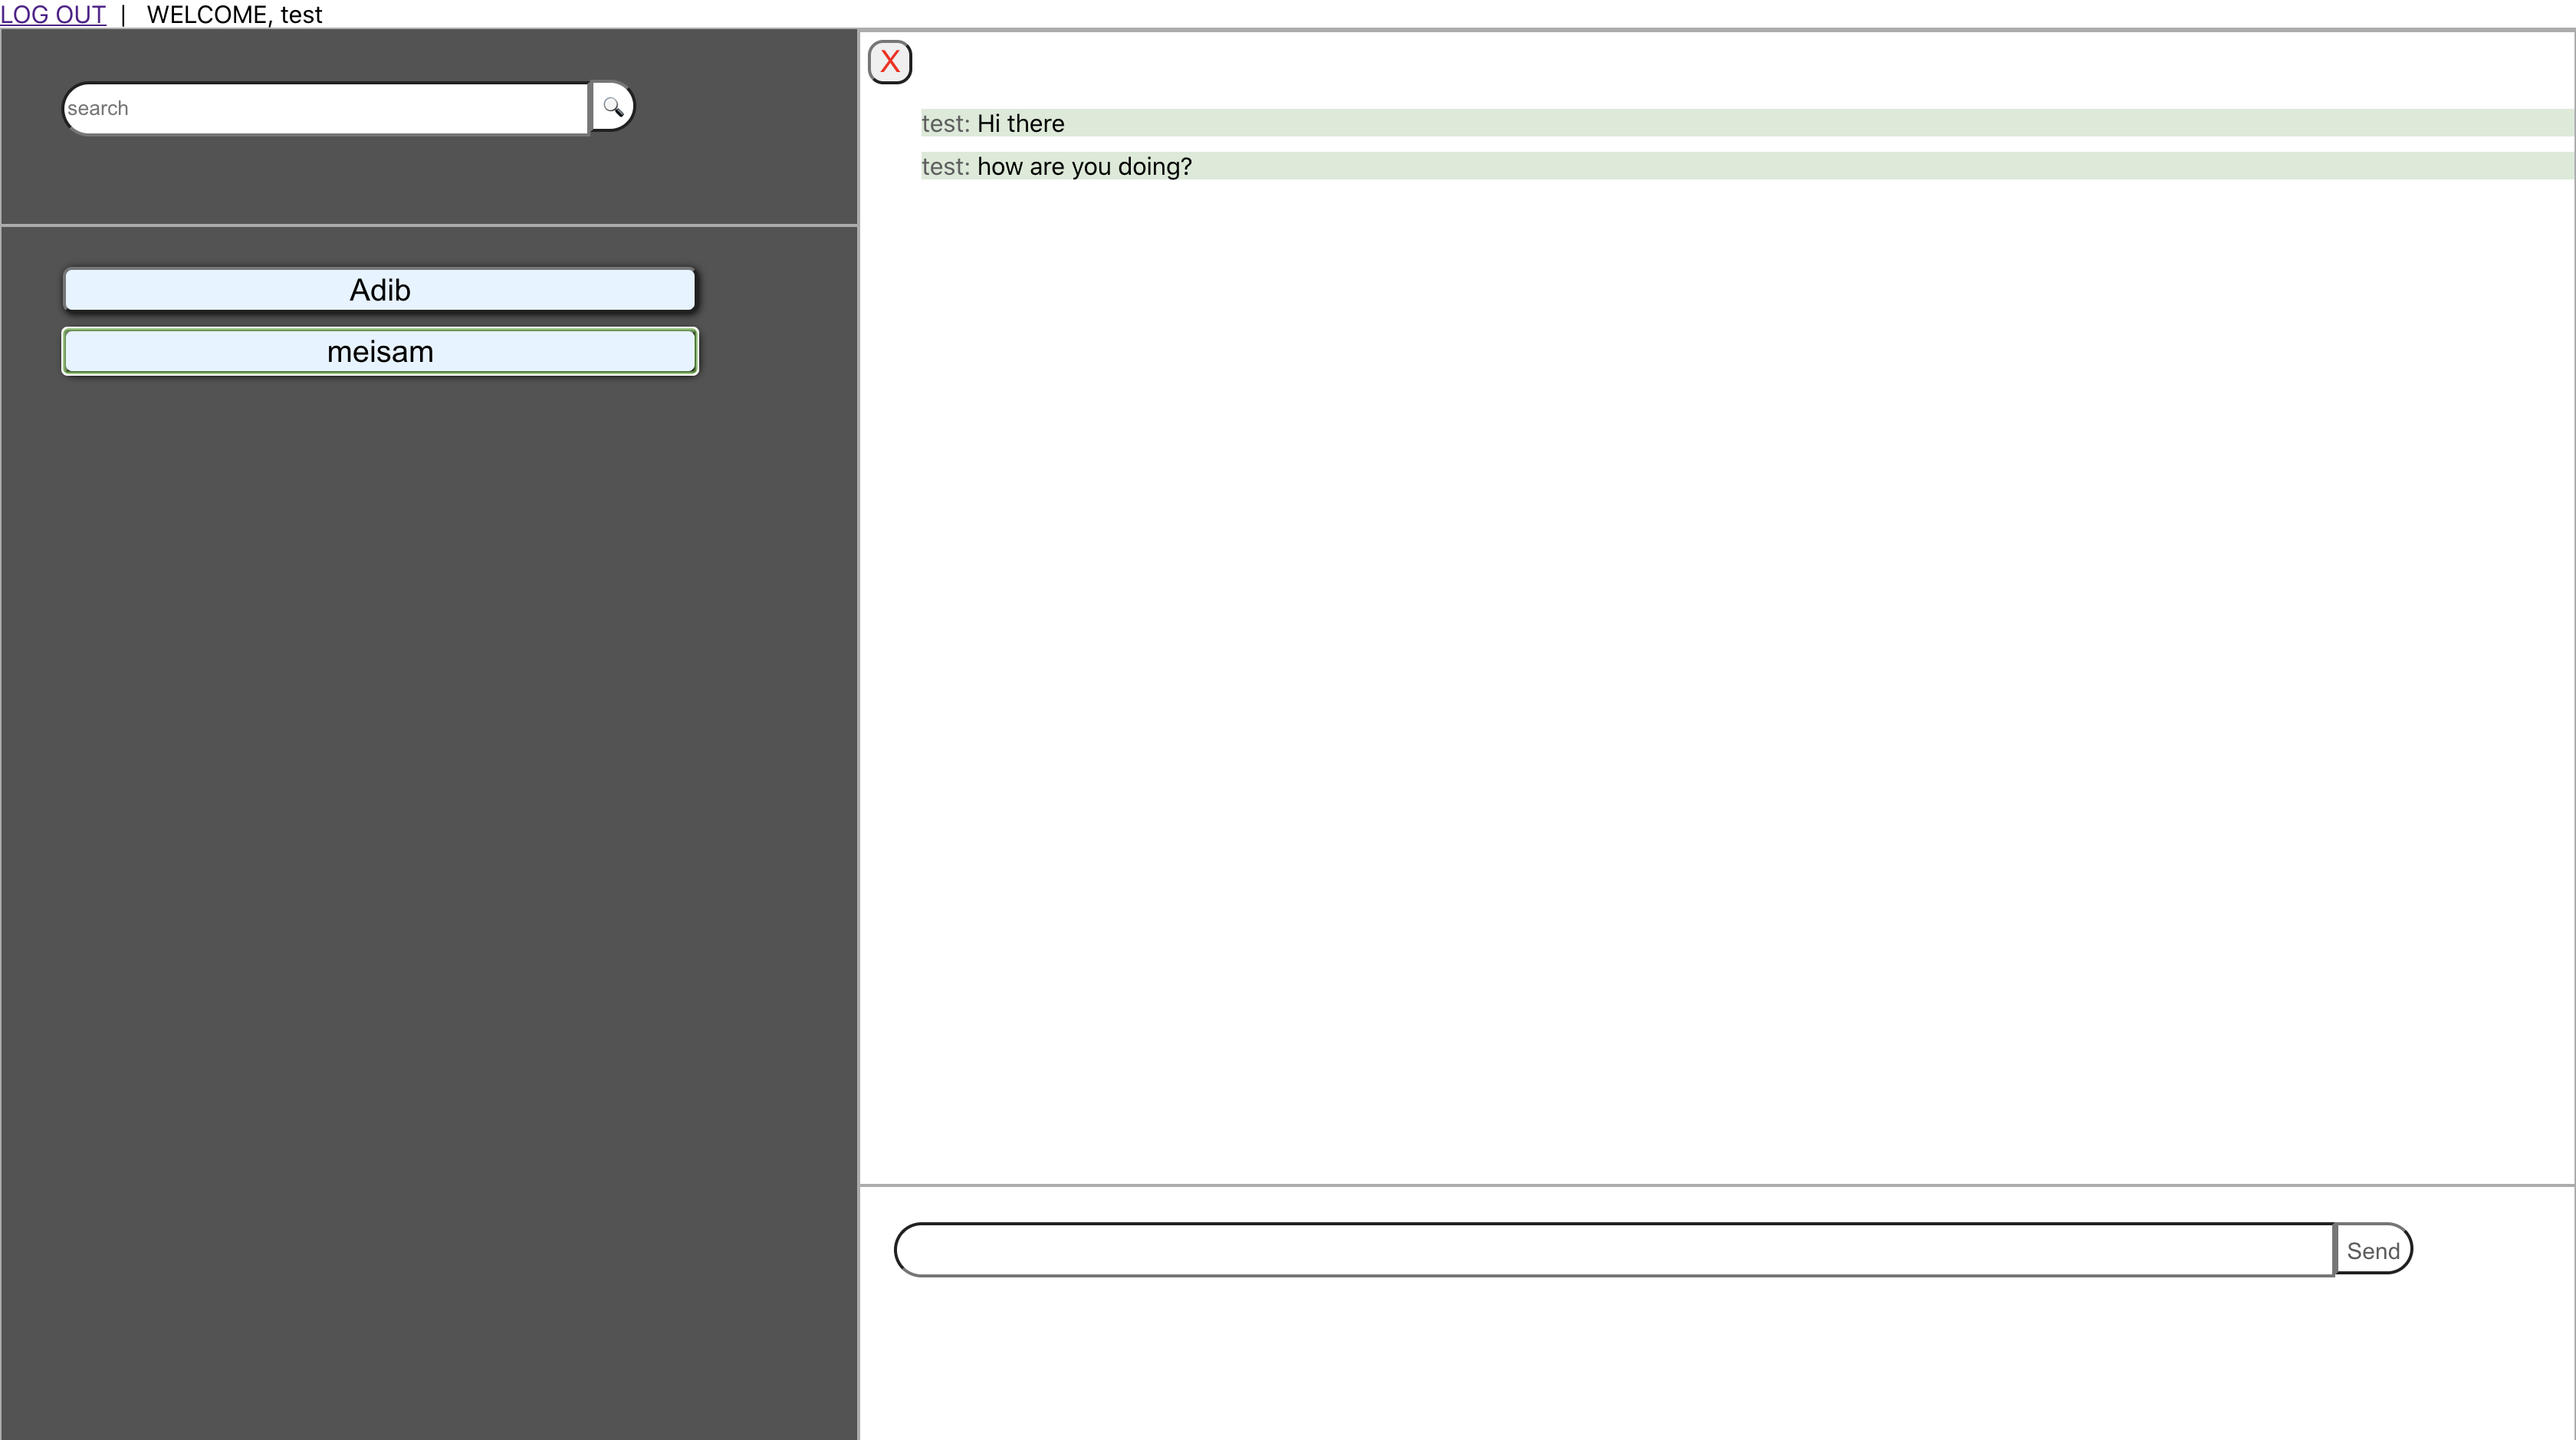 LOG OUT | WELCOME, test
search
Adib
meisam
X
test: Hi there
test: how are you doing?
Send